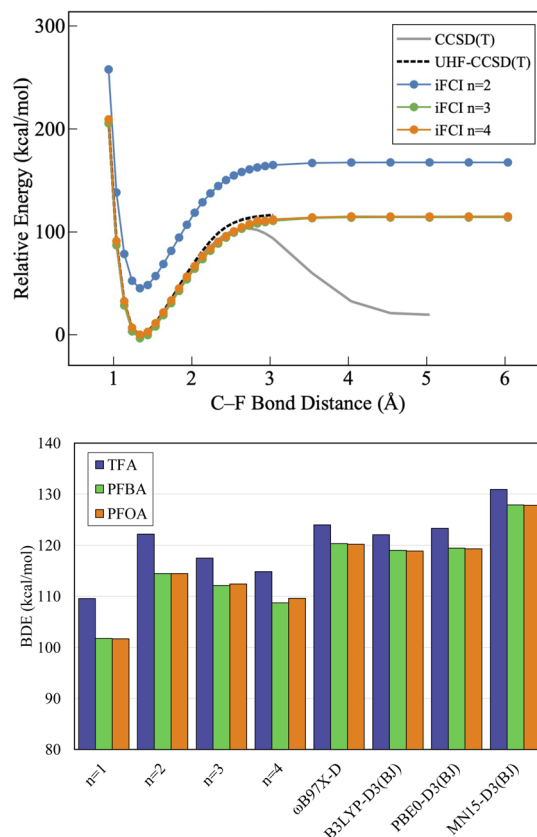 300
200
100
0
Relative Energy (kcal/mol)
CCSD(T)
UHF-CCSD(T)
iFCI n=2
iFCI n=3
iFCI n=4
1 2 3 4 5 6
C–F Bond Distance (Å)
140
130
120
110
100
90
80
BDE (kcal/mol)
TFA
PFBA
PFOA
n=1
n=2
n=3
n=4
ωB97X-D
B3LYP-D3(BJ)
PBE0-D3(BJ)
MN15-D3(BJ)